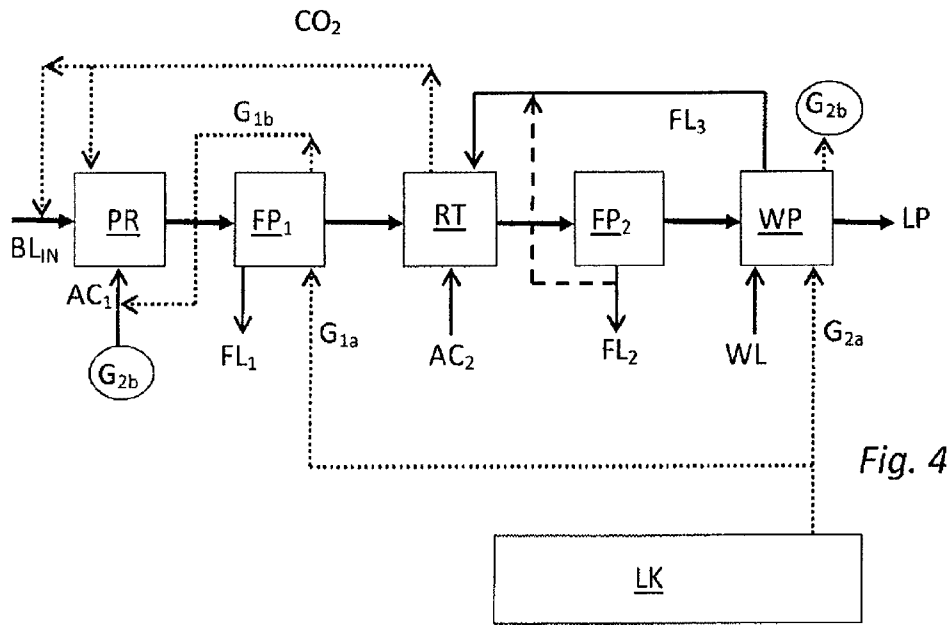 CO₂
G₁b
FL₃
G₂b
PR
FP₁
RT
FP₂
WP
LP
BL_IN
AC₁
G₂b
FL₁
G₁a
AC₂
FL₂
WL
G₂a
Fig. 4
LK